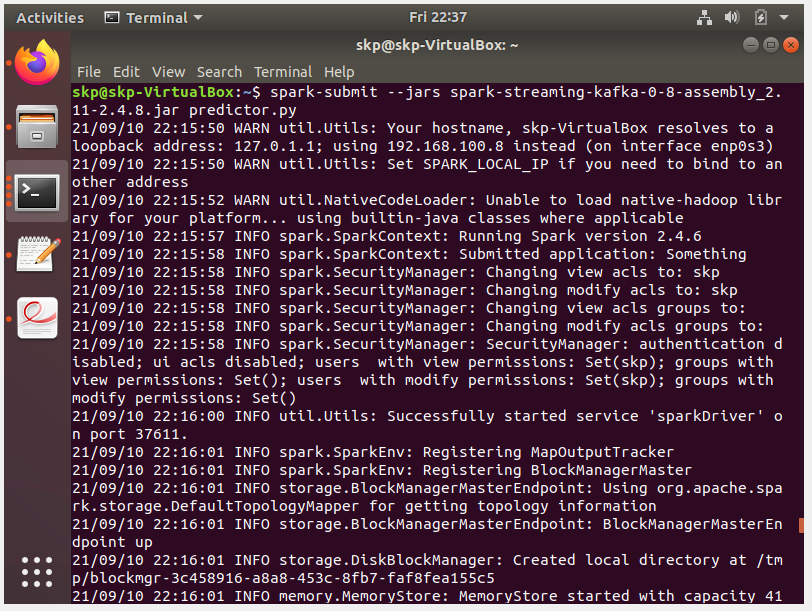 Activities Terminal Fri 22:37
skp@skp-VirtualBox: ~
File Edit View Search Terminal Help
skp@skp-VirtualBox:~$ spark-submit --jars spark-streaming-kafka-0-8-assembly_2.
11-2.4.8.jar predictor.py
21/09/10 22:15:50 WARN util.Utils: Your hostname, skp-VirtualBox resolves to a
loopback address: 127.0.1.1; using 192.168.100.8 instead (on interface enp0s3)
21/09/10 22:15:50 WARN util.Utils: Set SPARK_LOCAL_IP if you need to bind to an
other address
21/09/10 22:15:52 WARN util.NativeCodeLoader: Unable to load native-hadoop libr
ary for your platform... using builtin-java classes where applicable
21/09/10 22:15:57 INFO spark.SparkContext: Running Spark version 2.4.6
21/09/10 22:15:58 INFO spark.SparkContext: Submitted application: Something
21/09/10 22:15:58 INFO spark.SecurityManager: Changing view acls to: skp
21/09/10 22:15:58 INFO spark.SecurityManager: Changing modify acls to: skp
21/09/10 22:15:58 INFO spark.SecurityManager: Changing view acls groups to:
21/09/10 22:15:58 INFO spark.SecurityManager: Changing modify acls groups to:
21/09/10 22:15:58 INFO spark.SecurityManager: SecurityManager: authentication d
isabled; ui acls disabled; users  with view permissions: Set(skp); groups with
view permissions: Set(); users  with modify permissions: Set(skp); groups with
modify permissions: Set()
21/09/10 22:16:00 INFO util.Utils: Successfully started service 'sparkDriver' o
n port 37611.
21/09/10 22:16:01 INFO spark.SparkEnv: Registering MapOutputTracker
21/09/10 22:16:01 INFO spark.SparkEnv: Registering BlockManagerMaster
21/09/10 22:16:01 INFO storage.BlockManagerMasterEndpoint: Using org.apache.spa
rk.storage.DefaultTopologyMapper for getting topology information
21/09/10 22:16:01 INFO storage.BlockManagerMasterEndpoint: BlockManagerMasterEn
dpoint up
21/09/10 22:16:01 INFO storage.DiskBlockManager: Created local directory at /tm
p/blockmgr-3c458916-a8a8-453c-8fb7-faf8fea155c5
21/09/10 22:16:01 INFO memory.MemoryStore: MemoryStore started with capacity 41